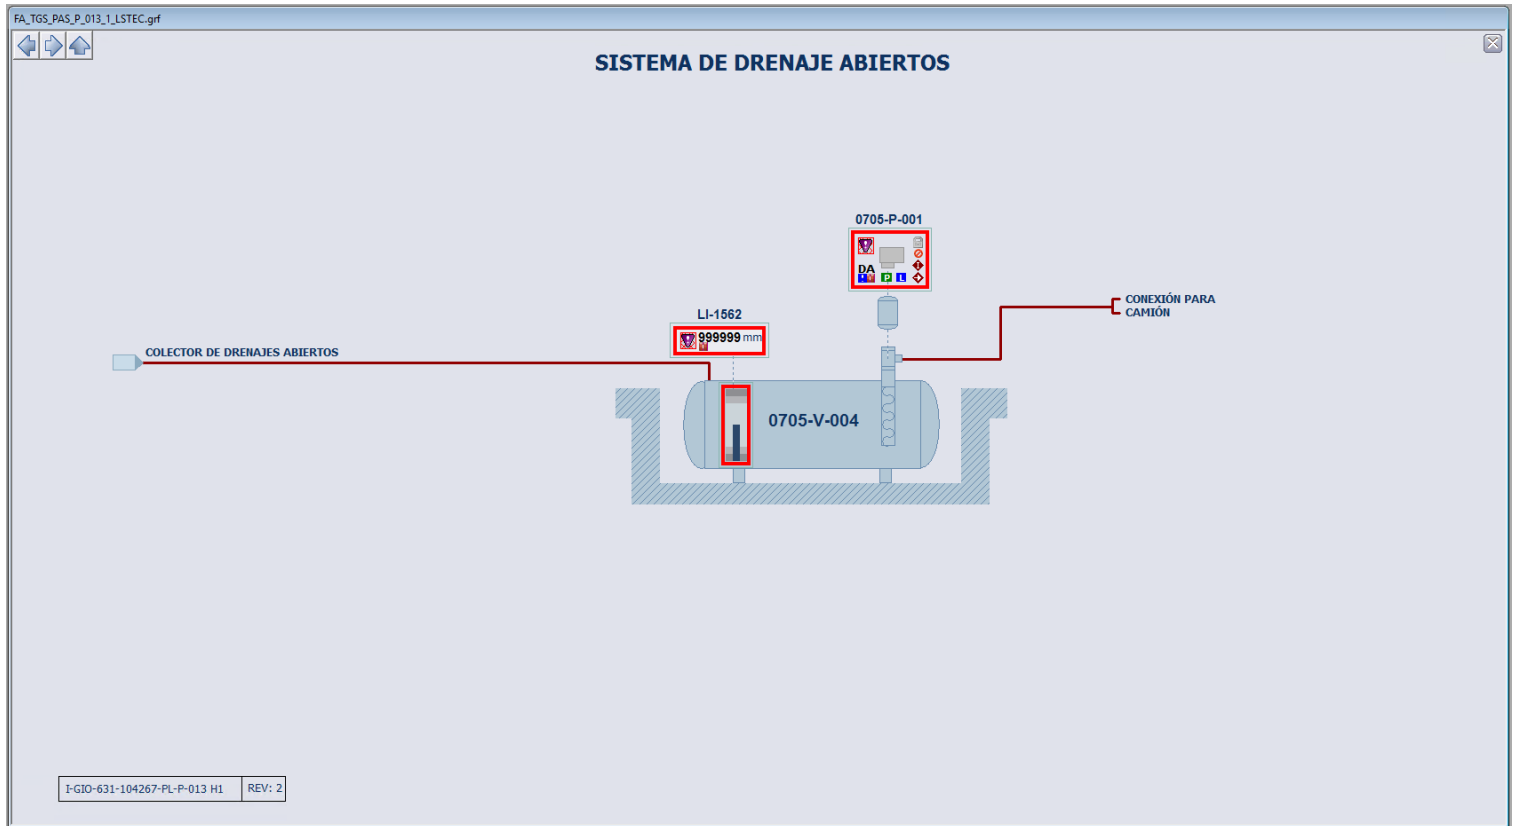 FA_TGS_PAS_P_013_1_LSTEC.grf
SISTEMA DE DRENAJE ABIERTOS
0705-P-001
DA
P L
CONEXIÓN PARA
CAMIÓN
LI-1562
999999 mm
COLECTOR DE DRENAJES ABIERTOS
0705-V-004
I-GIO-631-104267-PL-P-013 H1 REV: 2